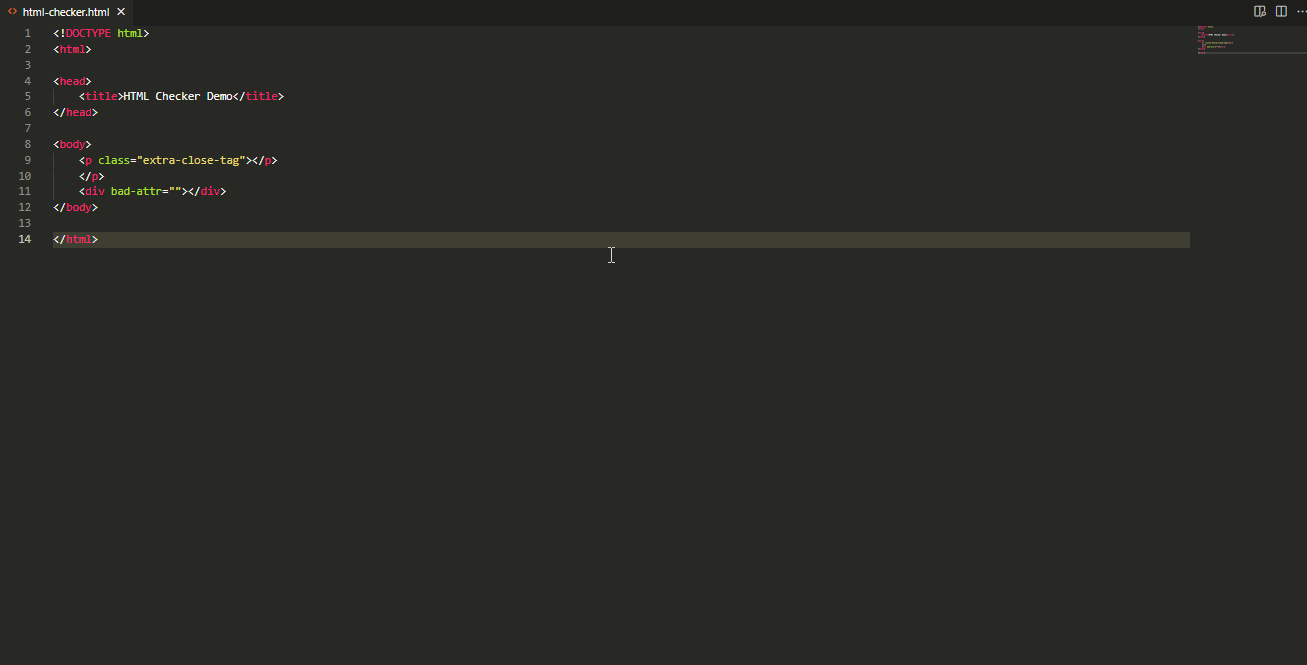 html-checker.html
1 <!DOCTYPE html>
2 <html>
3
4 <head>
5     <title>HTML Checker Demo</title>
6 </head>
7
8 <body>
9     <p class="extra-close-tag"></p>
10     </p>
11     <div bad-attr=""></div>
12 </body>
13
14 </html>